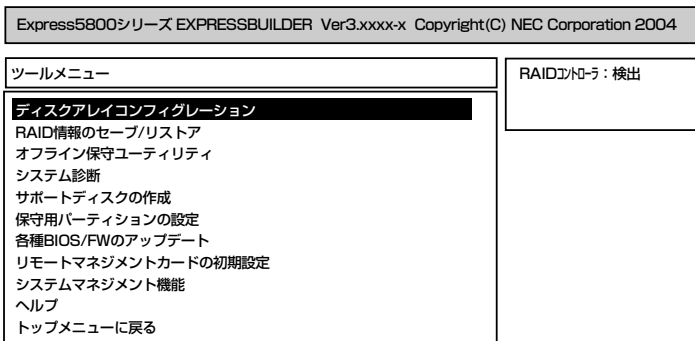 Express5800シリーズ EXPRESSBUILDER Ver3.xxxx-x Copyright(C) NEC Corporation 2004
ツールメニュー
RAIDｺﾝﾄﾛｰﾗ：検出
ディスクアレイコンフィグレーション
RAID情報のセーブ/リストア
オフライン保守ユーティリティ
システム診断
サポートディスクの作成
保守用パーティションの設定
各種BIOS/FWのアップデート
リモートマネジメントカードの初期設定
システムマネジメント機能
ヘルプ
トップメニューに戻る